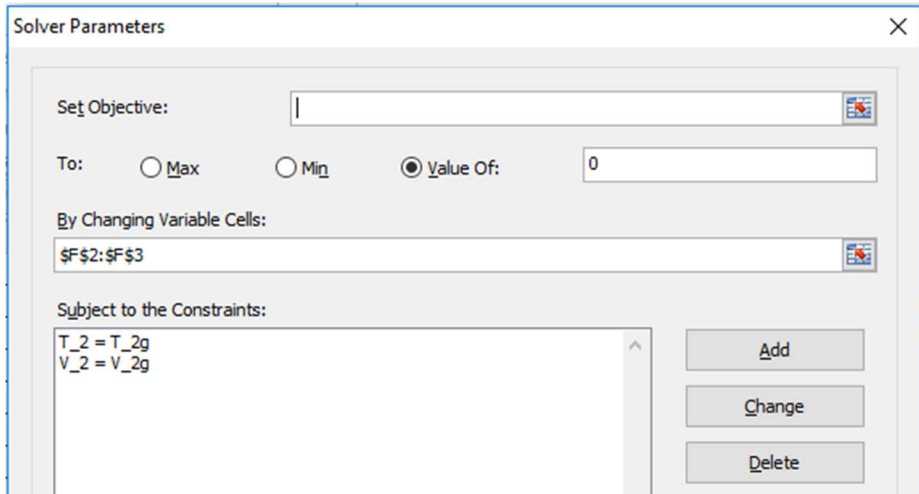 Solver Parameters
Set Objective:
To: Max Min Value Of: 0
By Changing Variable Cells:
$F$2:$F$3
Subject to the Constraints:
T_2 = T_2g
V_2 = V_2g
Add
Change
Delete